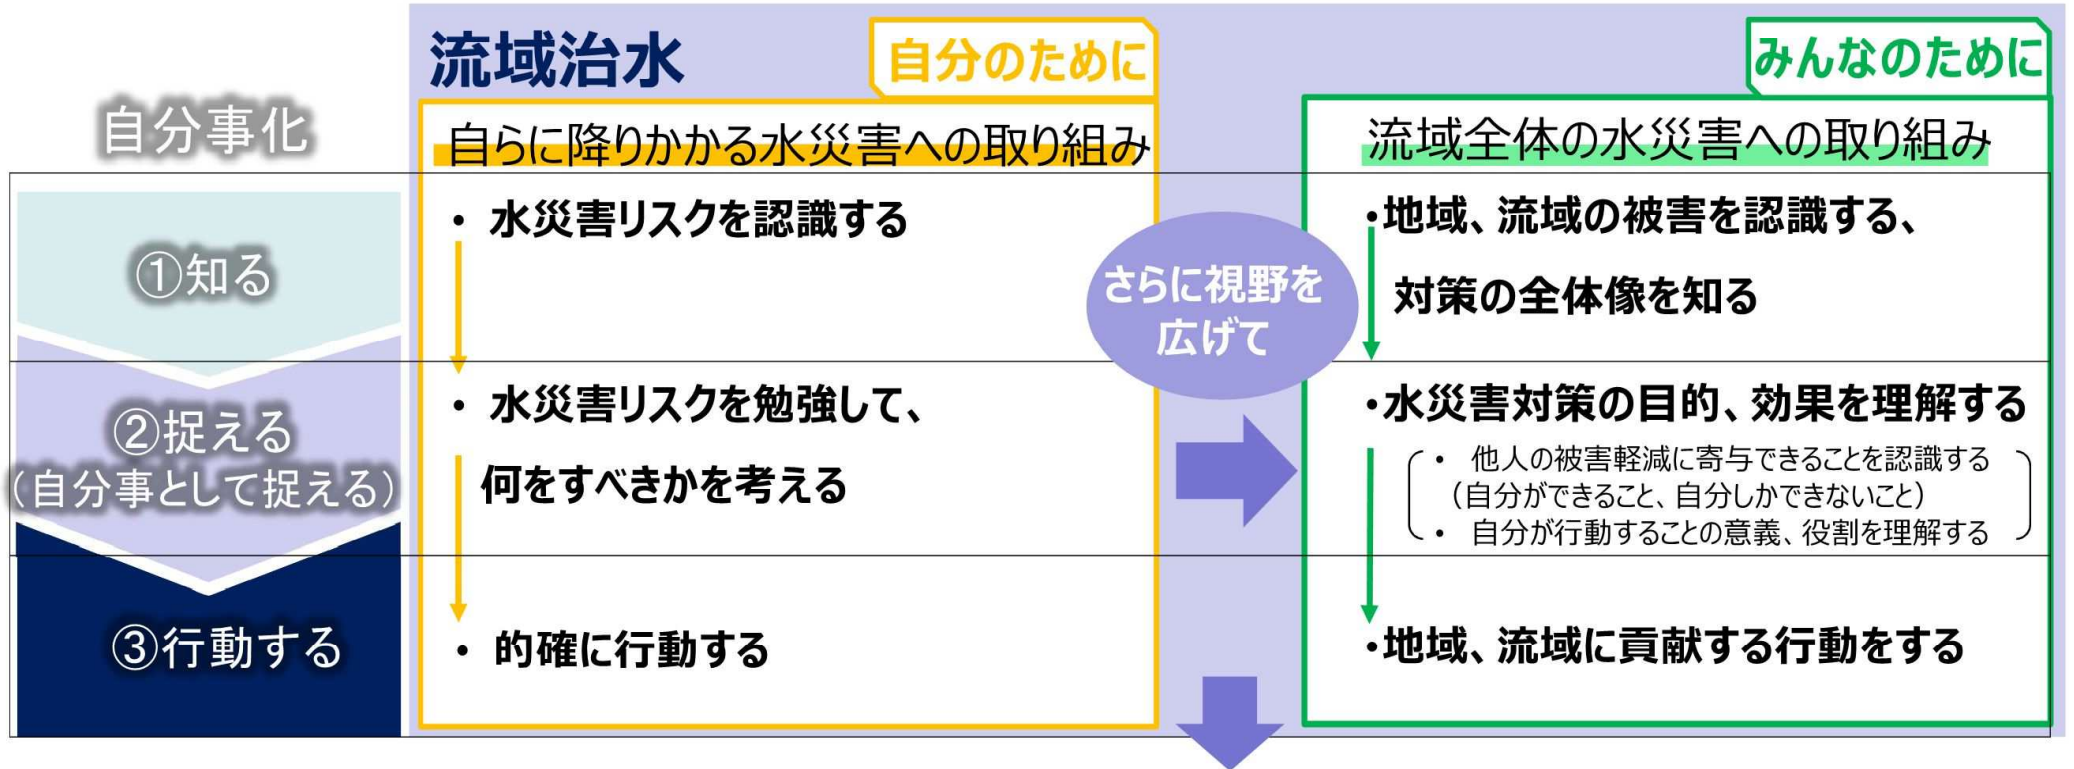 流域治水
自分のために
みんなのために
自分事化
自らに降りかかる水災害への取り組み
流域全体の水災害への取り組み
①知る
・ 水災害リスクを認識する
さらに視野を
広げて
・地域、流域の被害を認識する、
対策の全体像を知る
②捉える
（自分事として捉える）
・ 水災害リスクを勉強して、
何をすべきかを考える
・水災害対策の目的、効果を理解する
・ 他人の被害軽減に寄与できることを認識する
（自分ができること、自分しかできないこと）
・ 自分が行動することの意義、役割を理解する
③行動する
・ 的確に行動する
・地域、流域に貢献する行動をする